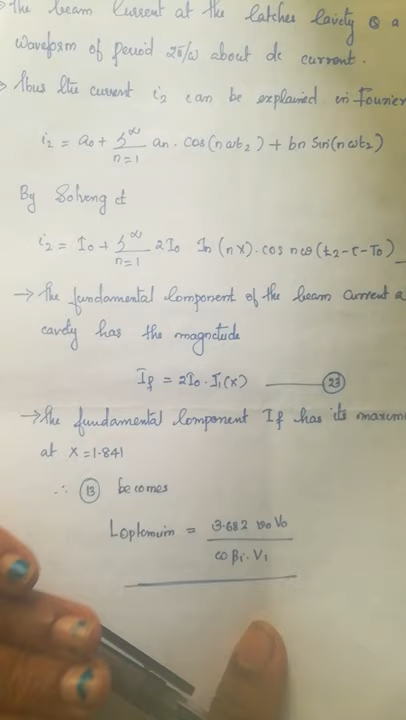 The beam current at the catcher cavity is a
waveform of period 2π/ω about dc current.
> Thus the current i₂ can be explained in Fourier
i₂ = a₀ + Σ^∞_{n=1} an. cos(nωt₂) + bn Sin(nωt₂)
By Solving it
i₂ = I₀ + Σ^∞_{n=1} 2I₀ Jn (nX). cos nω(t₂-τ-T₀)
→ The fundamental component of the beam current a
cavity has the magnitude
If = 2I₀. J₁(X) —— (23)
→ The fundamental component If has its maximu
at X = 1.841
∴ (13) becomes
Loptimum = 3.682 v₀ V₀ / ω βi. V₁